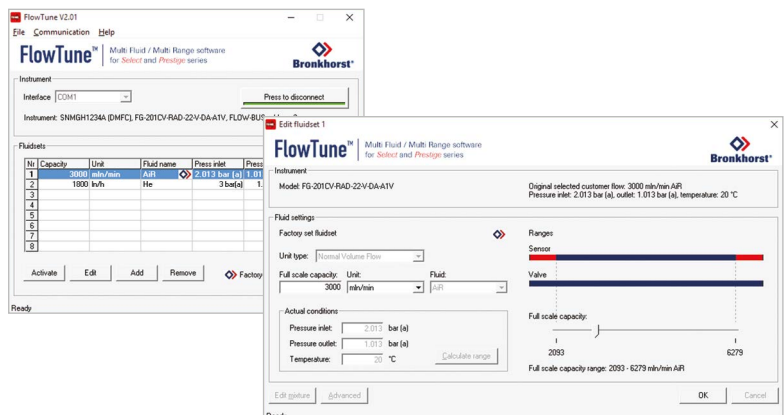 FlowTune V2.01
File Communication Help
FlowTune™ Multi Fluid / Multi Range software
for Select and Prestige series
Bronkhorst®
Instrument
Interface COM1 Press to disconnect
Instrument: SNMGH1234A (DMFC), FG-201CV-RAD-22-V-DA-A1V, FLOW-BUS
Fluidsets
Nr Capacity Unit Fluid name Press inlet Press
1 3000 mln/min AiR 2.013 bar (a) 1.01
2 1800 ln/h He 3 bar(a) 1.
3
4
5
6
7
8
Activate Edit Add Remove Factory
Ready
Edit fluidset 1
FlowTune™ Multi Fluid / Multi Range software
for Select and Prestige series
Bronkhorst®
Instrument
Model: FG-201CV-RAD-22-V-DA-A1V Original selected customer flow: 3000 mln/min AiR
Pressure inlet: 2.013 bar (a), outlet: 1.013 bar (a), temperature: 20 °C
Fluid settings
Factory set fluidset Ranges
Sensor
Unit type: Normal Volume Flow
Valve
Full scale capacity: Unit: Fluid:
3000 mln/min AiR
Actual conditions
Full scale capacity:
Pressure inlet: 2.013 bar (a)
Pressure outlet: 1.013 bar (a)
Temperature: 20 °C Calculate range
2093 6279
Full scale capacity range: 2093 - 6279 mln/min AiR
Edit mixture Advanced OK Cancel